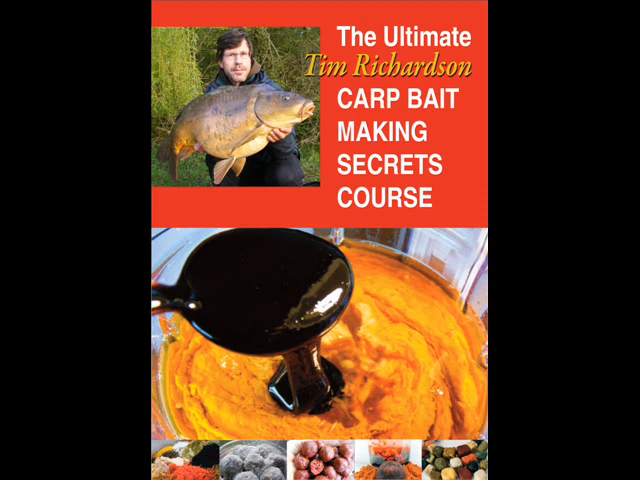 The Ultimate
Tim Richardson
CARP BAIT
MAKING
SECRETS
COURSE